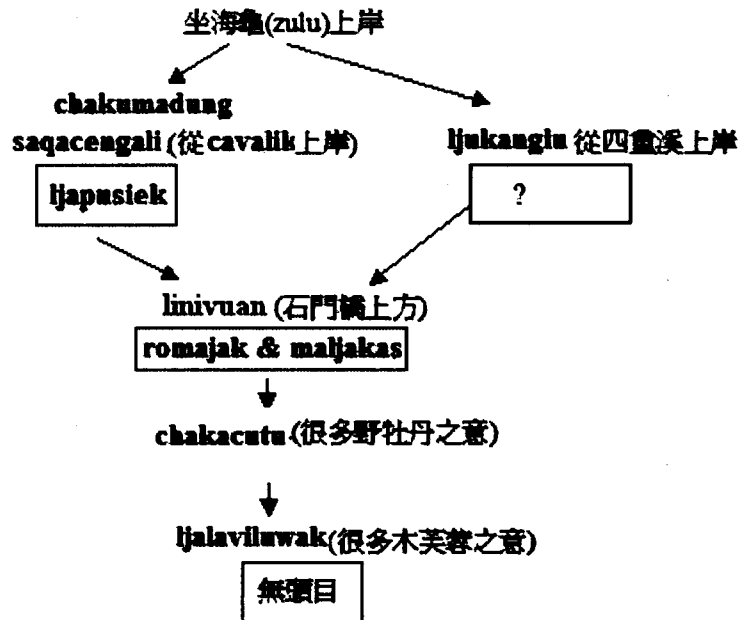 坐海龜(zulu)上岸
chakumadung
saqacengali (從cavalik上岸)
ljukanglu 從四重溪上岸
ljapusiek
?
linivuan (石門橋上方)
romajak & maljakas
chakacutu (很多野牡丹之意)
ljalaviluwak(很多木芙蓉之意)
無頭目